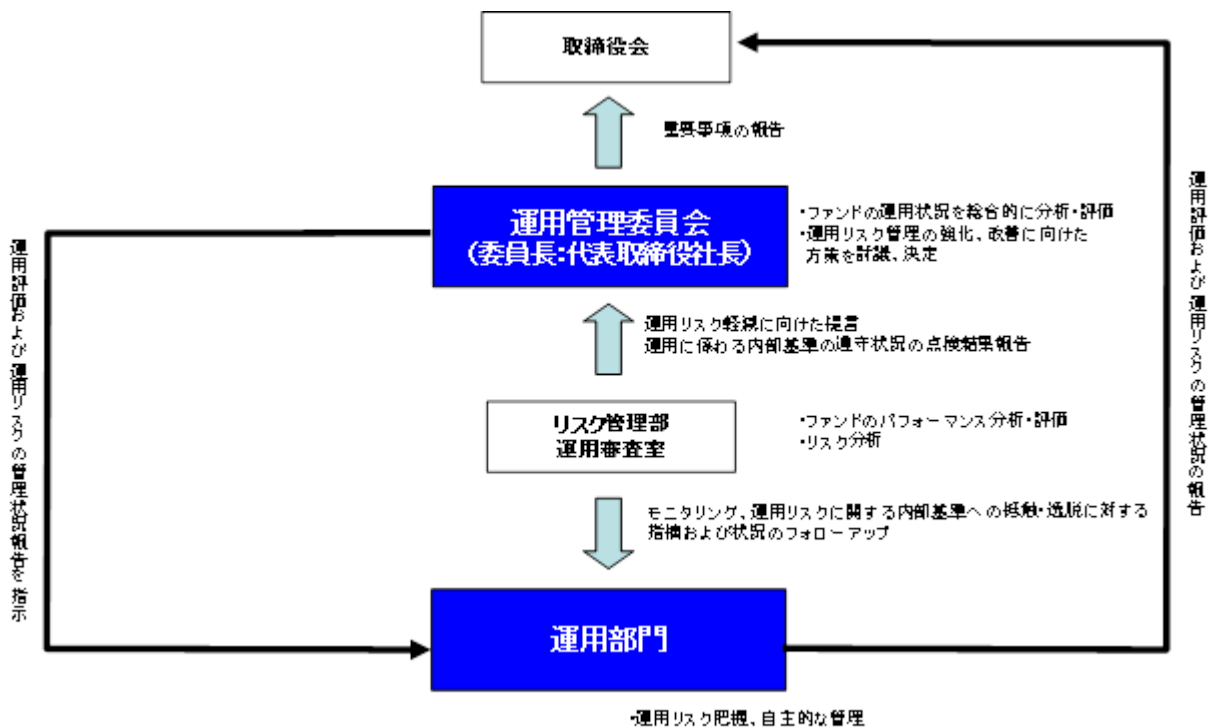 取締役会
重要事項の報告
運用管理委員会
(委員長:代表取締役社長)
・ファンドの運用状況を総合的に分析・評価
・運用リスク管理の強化、改善に向けた
方策を討議、決定
運用リスク軽減に向けた提言
運用に係わる内部基準の遵守状況の点検結果報告
リスク管理部
運用審査室
・ファンドのパフォーマンス分析・評価
・リスク分析
モニタリング、運用リスクに関する内部基準への抵触・逸脱に対する
指摘および状況のフォローアップ
運用部門
・運用リスク把握、自主的な管理
運用評価および運用リスクの管理状況報告を指示
運用評価および運用リスクの管理状況の報告